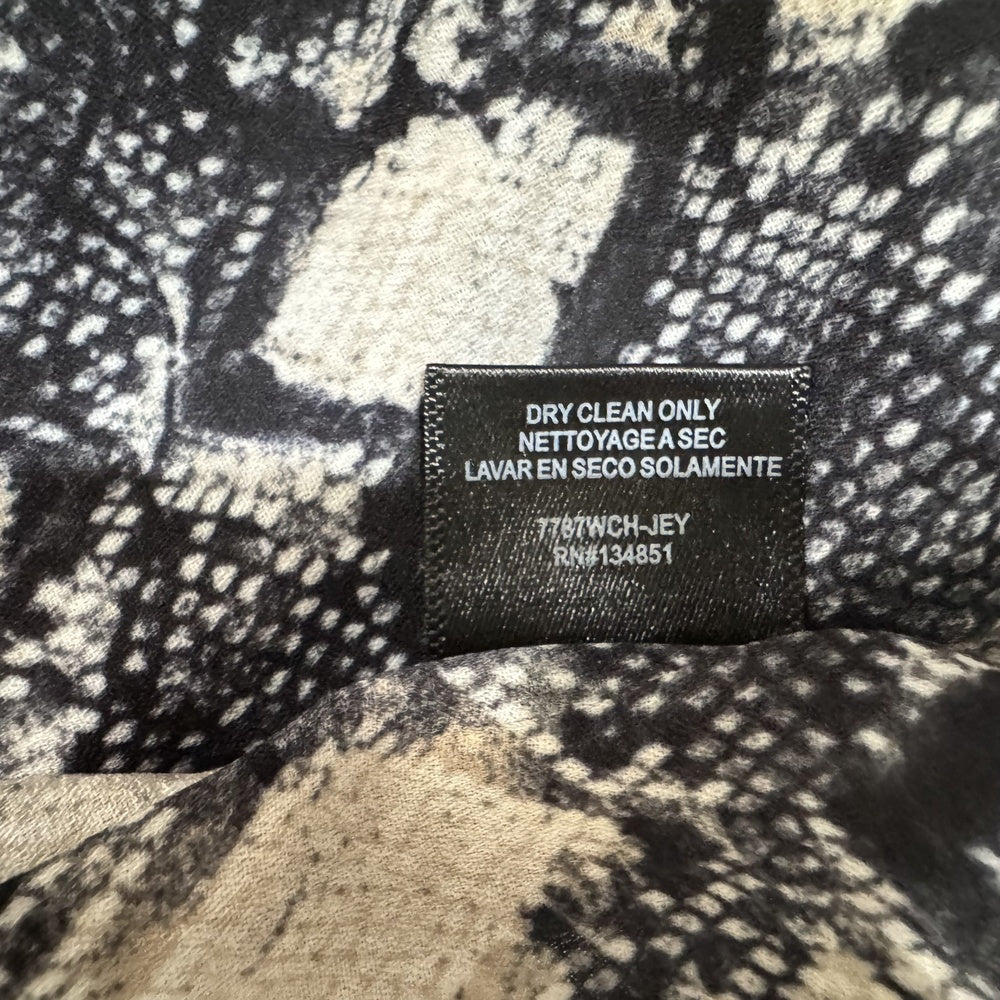 DRY CLEAN ONLY
NETTOYAGE A SEC
LAVAR EN SECO SOLAMENTE
7787WCH-JEY
RN#134851